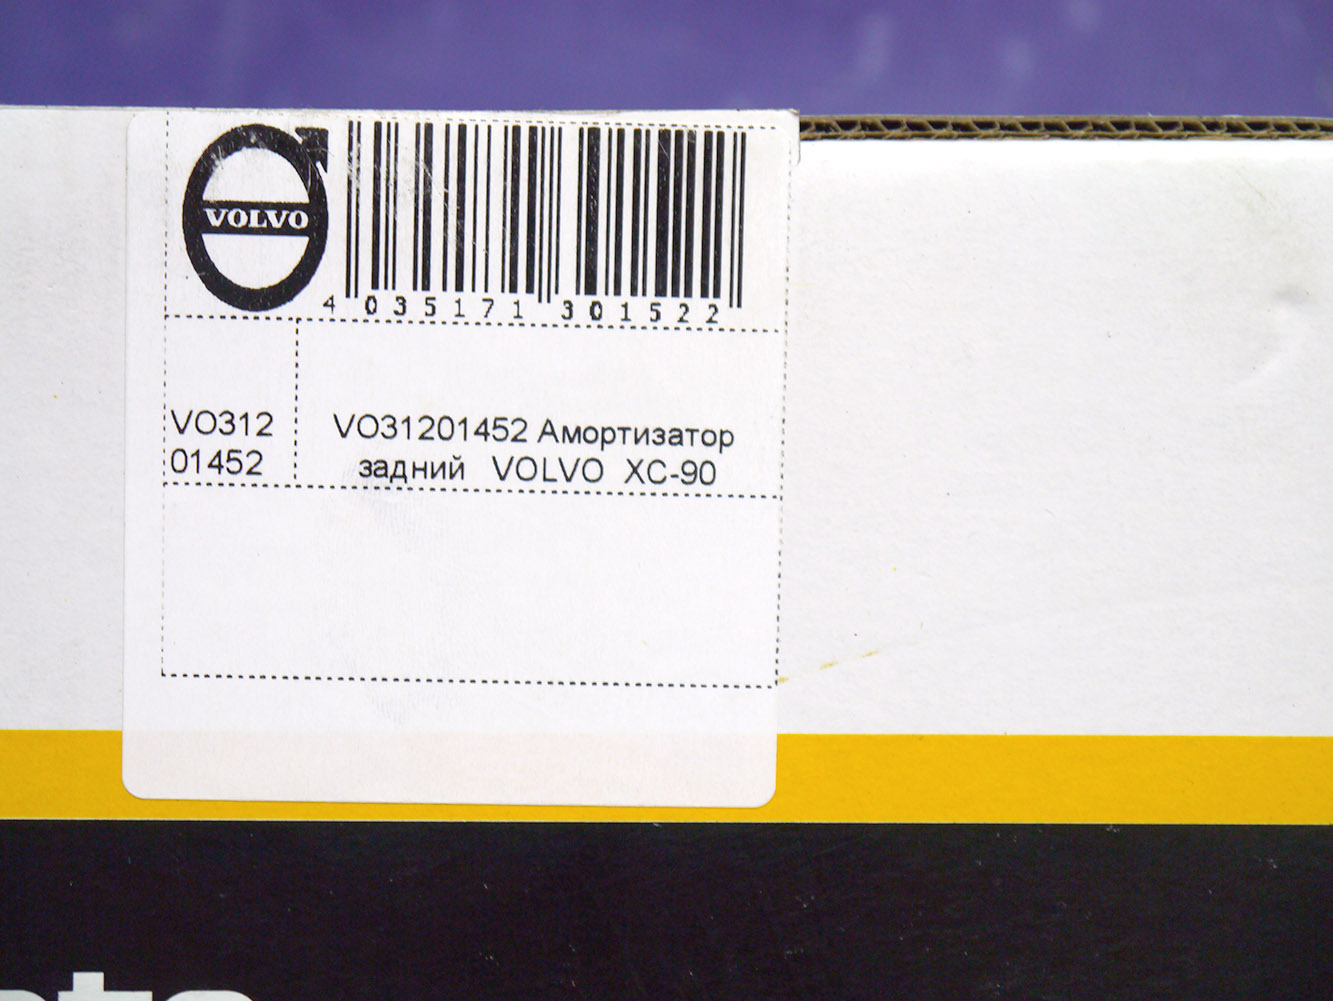 VOLVO
4 035171 301522
VO312
01452
VO31201452 Амортизатор
задний VOLVO XC-90